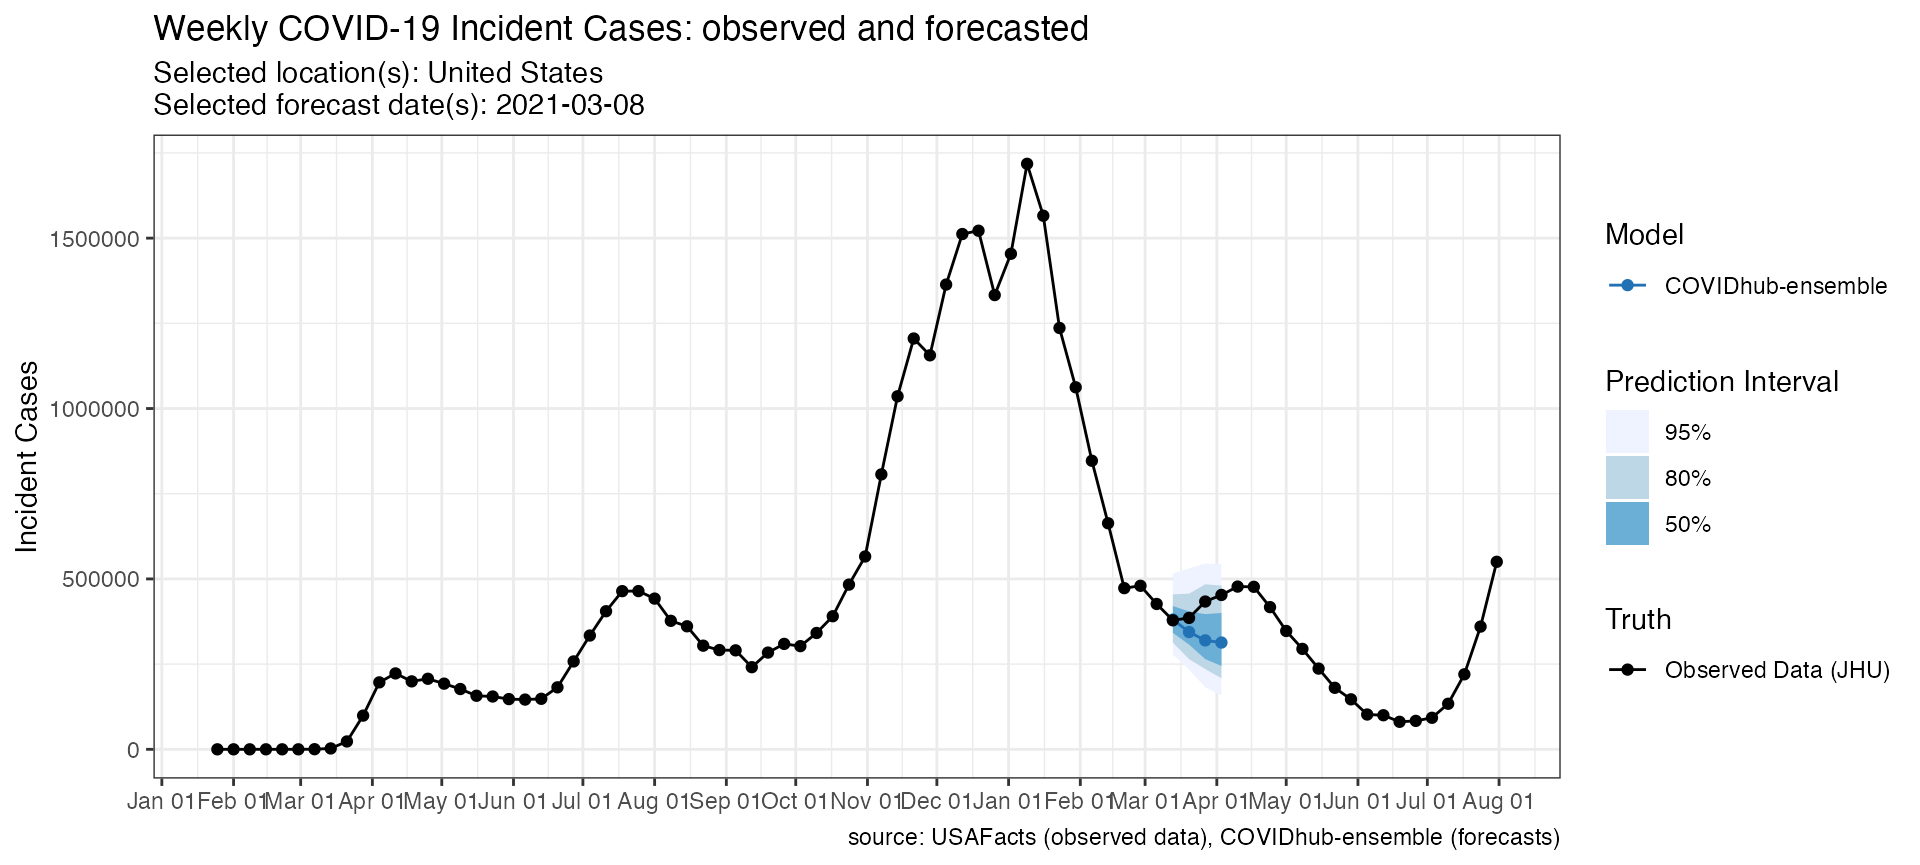 Weekly COVID-19 Incident Cases: observed and forecasted
Selected location(s): United States
Selected forecast date(s): 2021-03-08
Incident Cases
1500000
1000000
500000
0
Jan 01 Feb 01 Mar 01 Apr 01 May 01 Jun 01 Jul 01 Aug 01 Sep 01 Oct 01 Nov 01 Dec 01 Jan 01 Feb 01 Mar 01 Apr 01 May 01 Jun 01 Jul 01 Aug 01
source: USAFacts (observed data), COVIDhub-ensemble (forecasts)
Model
COVIDhub-ensemble
Prediction Interval
95%
80%
50%
Truth
Observed Data (JHU)